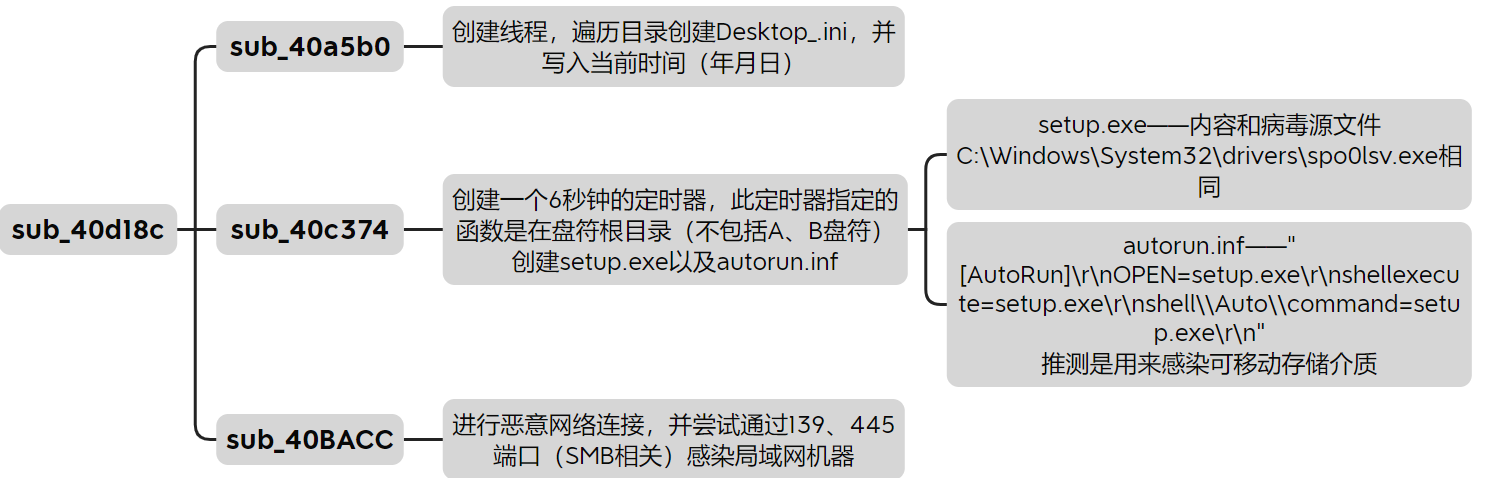 sub_40d18c
sub_40a5b0
创建线程，遍历目录创建Desktop_.ini，并
写入当前时间（年月日）
sub_40c374
创建一个6秒钟的定时器，此定时器指定的
函数是在盘符根目录（不包括A、B盘符）
创建setup.exe以及autorun.inf
setup.exe——内容和病毒源文件
C:\Windows\System32\drivers\spo0lsv.exe相
同
autorun.inf——"
[AutoRun]\r\nOPEN=setup.exe\r\nshellexecu
te=setup.exe\r\nshell\\Auto\\command=setu
p.exe\r\n"
推测是用来感染可移动存储介质
sub_40BACC
进行恶意网络连接，并尝试通过139、445
端口（SMB相关）感染局域网机器